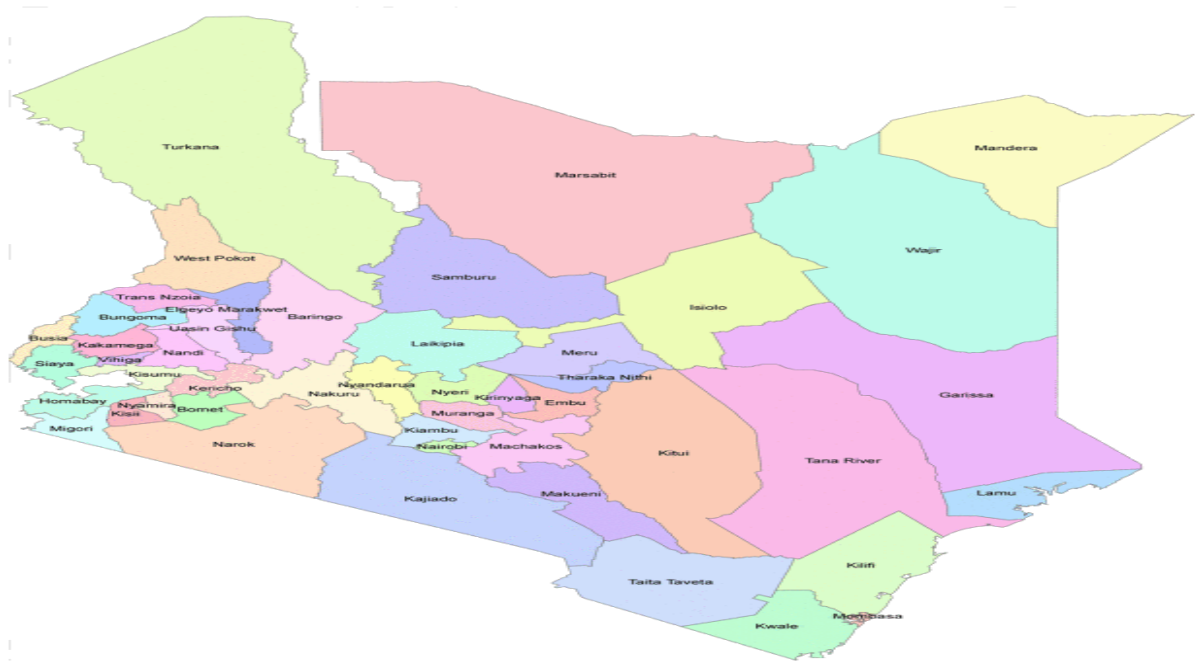 Turkana
Mandera
Marsabit
Wajir
West Pokot
Samburu
Trans Nzoia
Elgeyo Marakwet
Isiolo
Bungoma
Baringo
Uasin Gishu
Busia
Kakamega
Laikipia
Nandi
Meru
Vihiga
Siaya
Kisumu
Tharaka Nithi
Nyandarua
Kericho
Nyeri
Nakuru
Garissa
Kirinyaga
Homabay
Embu
Nyamira
Bornet
Kisii
Muranga
Migori
Kiambu
Narok
Nairobi
Machakos
Kitui
Tana River
Lamu
Makueni
Kajiado
Kilifi
Taita Taveta
Mombasa
Kwale